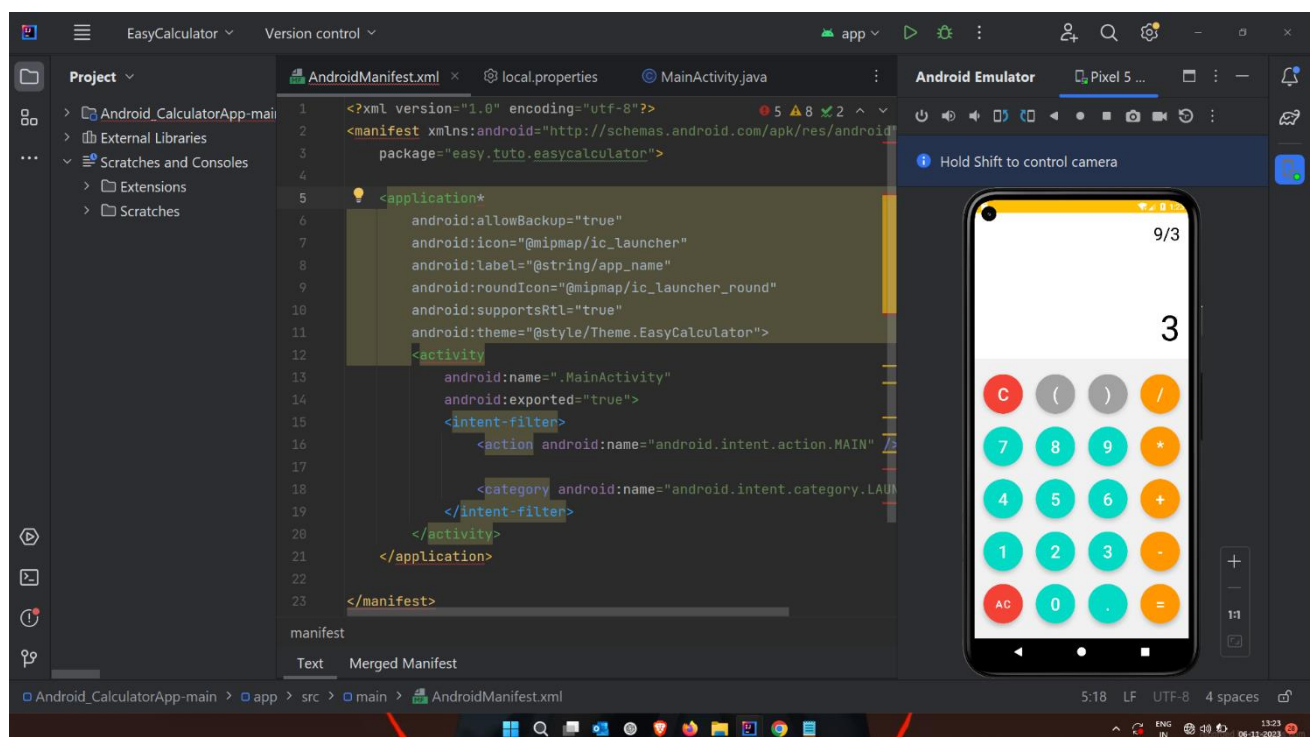 EasyCalculator Version control app
Project
Android_CalculatorApp-mai
External Libraries
Scratches and Consoles
Extensions
Scratches
AndroidManifest.xml local.properties MainActivity.java
5 8 2
1 <?xml version="1.0" encoding="utf-8"?>
2 <manifest xmlns:android="http://schemas.android.com/apk/res/android"
3 package="easy.tuto.easycalculator">
4
5 <application*
6 android:allowBackup="true"
7 android:icon="@mipmap/ic_launcher"
8 android:label="@string/app_name"
9 android:roundIcon="@mipmap/ic_launcher_round"
10 android:supportsRtl="true"
11 android:theme="@style/Theme.EasyCalculator">
12 <activity
13 android:name=".MainActivity"
14 android:exported="true">
15 <intent-filter>
16 <action android:name="android.intent.action.MAIN" />
17
18 <category android:name="android.intent.category.LAUN
19 </intent-filter>
20 </activity>
21 </application>
22
23 </manifest>
manifest
Text Merged Manifest
Android Emulator Pixel 5 ...
Hold Shift to control camera
9/3
3
C ( ) /
7 8 9 *
4 5 6 +
1 2 3 -
AC 0 . =
1:1
Android_CalculatorApp-main > app > src > main > AndroidManifest.xml 5:18 LF UTF-8 4 spaces
ENG
IN
13:23
06-11-2023